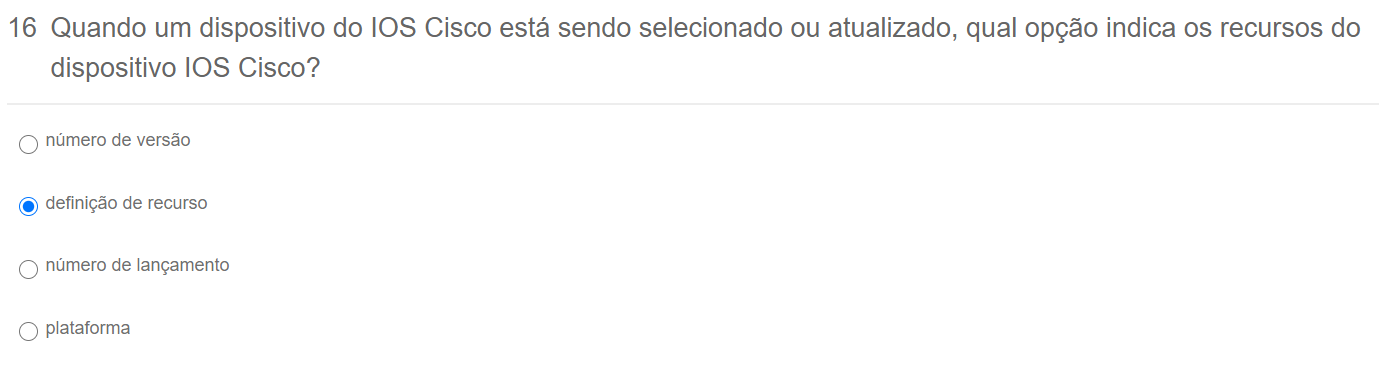 16 Quando um dispositivo do IOS Cisco está sendo selecionado ou atualizado, qual opção indica os recursos do
dispositivo IOS Cisco?
número de versão
definição de recurso
número de lançamento
plataforma